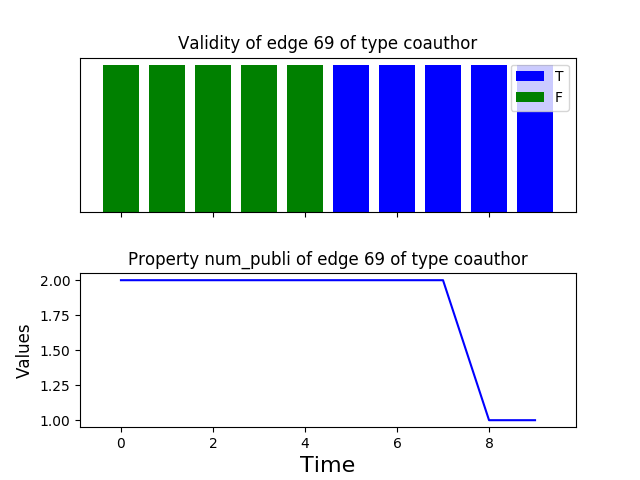 Validity of edge 69 of type coauthor
T
F
Property num_publi of edge 69 of type coauthor
Values
2.00
1.75
1.50
1.25
1.00
0 2 4 6 8
Time